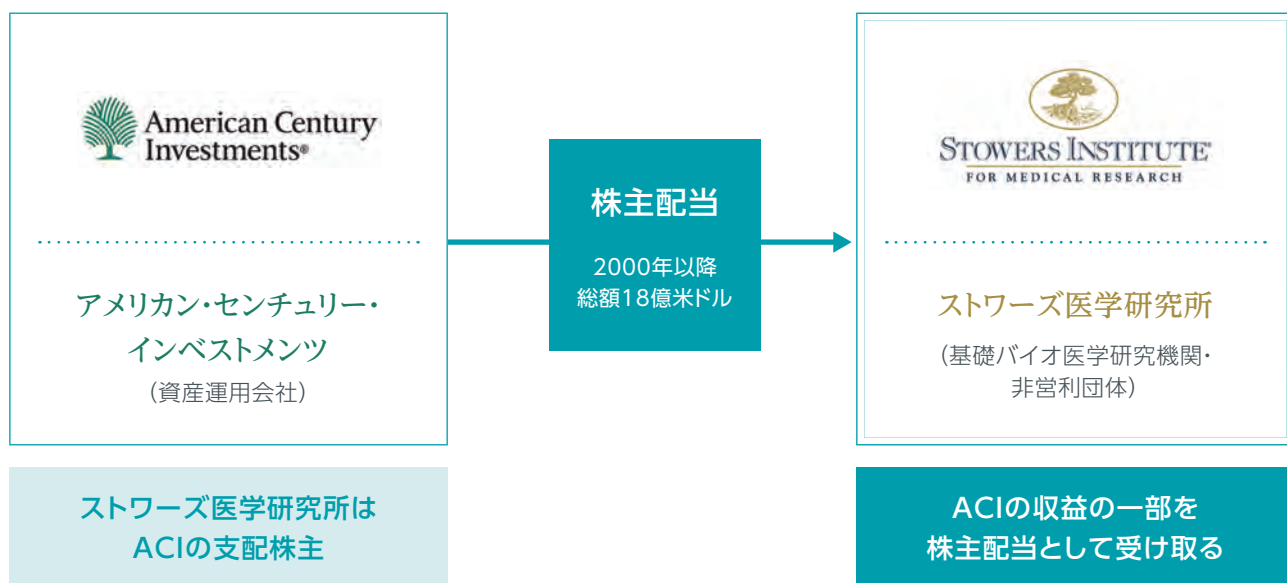 American Century
Investments®
アメリカン・センチュリー・
インベストメンツ
（資産運用会社）
ストワーズ医学研究所は
ACIの支配株主
株主配当
2000年以降
総額18億米ドル
STOWERS INSTITUTE®
FOR MEDICAL RESEARCH
ストワーズ医学研究所
（基礎バイオ医学研究機関・
非営利団体）
ACIの収益の一部を
株主配当として受け取る